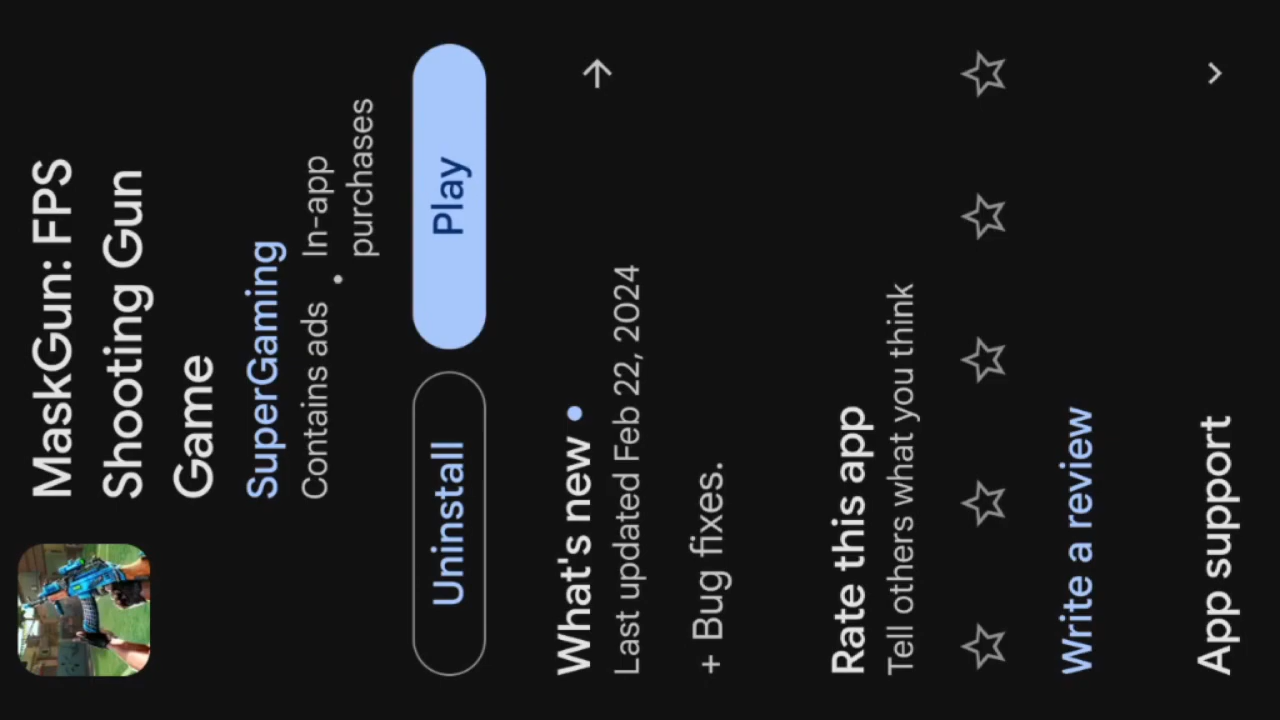 MaskGun: FPS
Shooting Gun
Game
SuperGaming
Contains ads • In-app
purchases
Uninstall
Play
What's new •
Last updated Feb 22, 2024
+ Bug fixes.
Rate this app
Tell others what you think
Write a review
App support